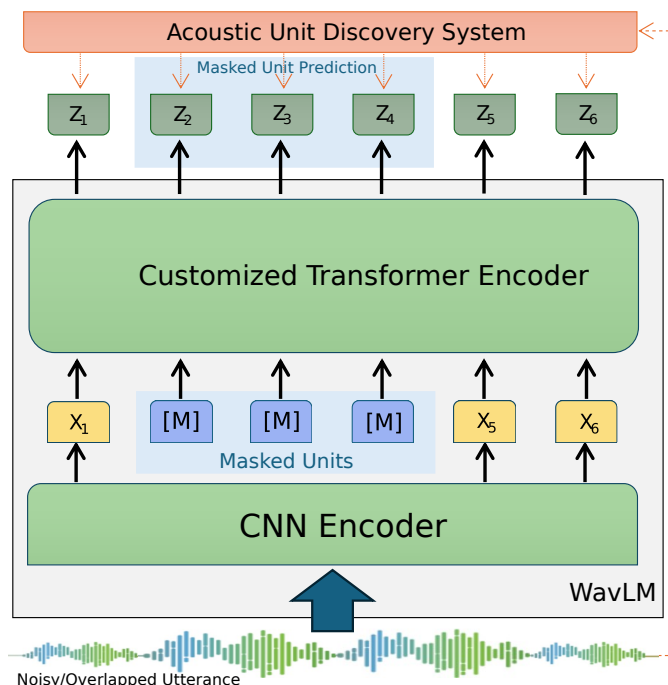 Acoustic Unit Discovery System
Masked Unit Prediction
Z1 Z2 Z3 Z4 Z5 Z6
Customized Transformer Encoder
X1 [M] [M] [M] X5 X6
Masked Units
CNN Encoder
WavLM
Noisy/Overlapped Utterance